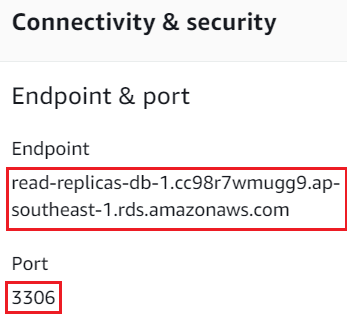 Connectivity & security
Endpoint & port
Endpoint
read-replicas-db-1.cc98r7wmugg9.ap-
southeast-1.rds.amazonaws.com
Port
3306